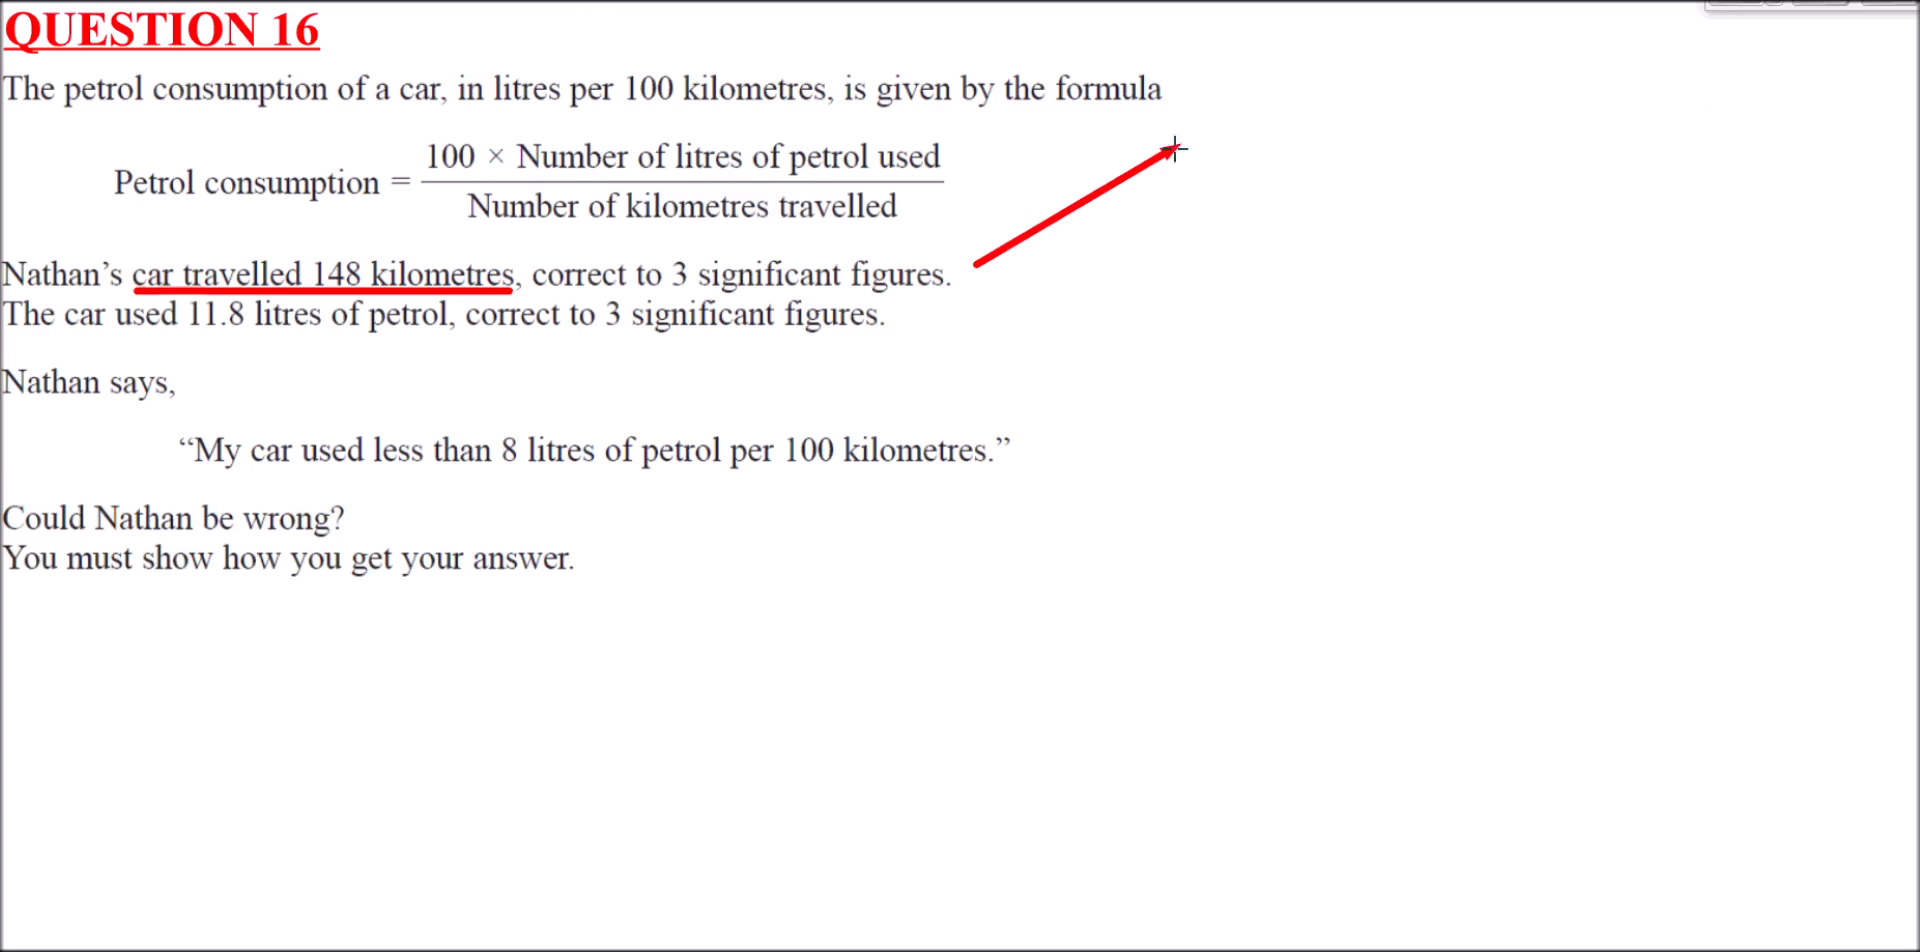 QUESTION 16
The petrol consumption of a car, in litres per 100 kilometres, is given by the formula
Petrol consumption = 100 × Number of litres of petrol used
Number of kilometres travelled
Nathan’s car travelled 148 kilometres, correct to 3 significant figures.
The car used 11.8 litres of petrol, correct to 3 significant figures.
Nathan says,
“My car used less than 8 litres of petrol per 100 kilometres.”
Could Nathan be wrong?
You must show how you get your answer.